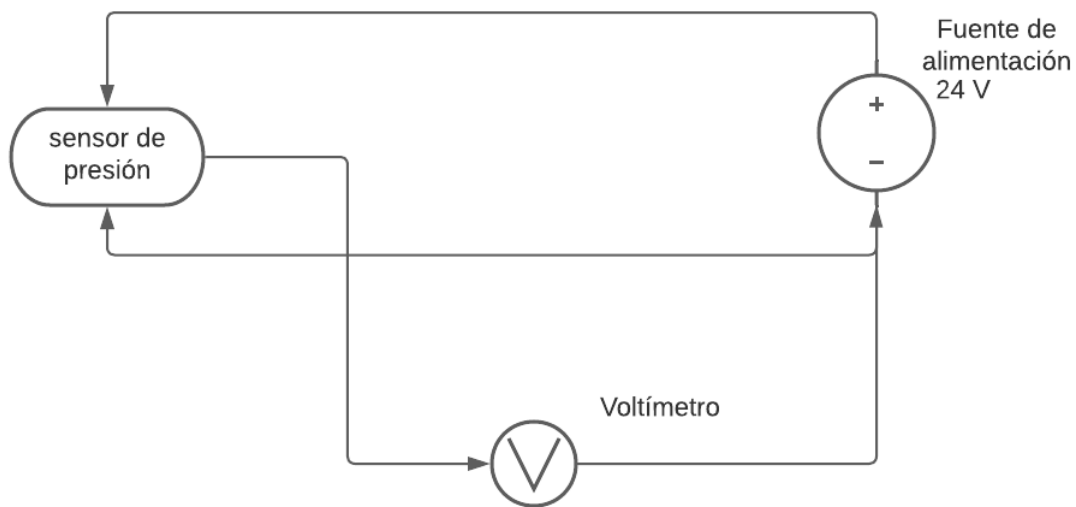 Fuente de
alimentación
24 V
+
sensor de
presión
–
Voltímetro
V